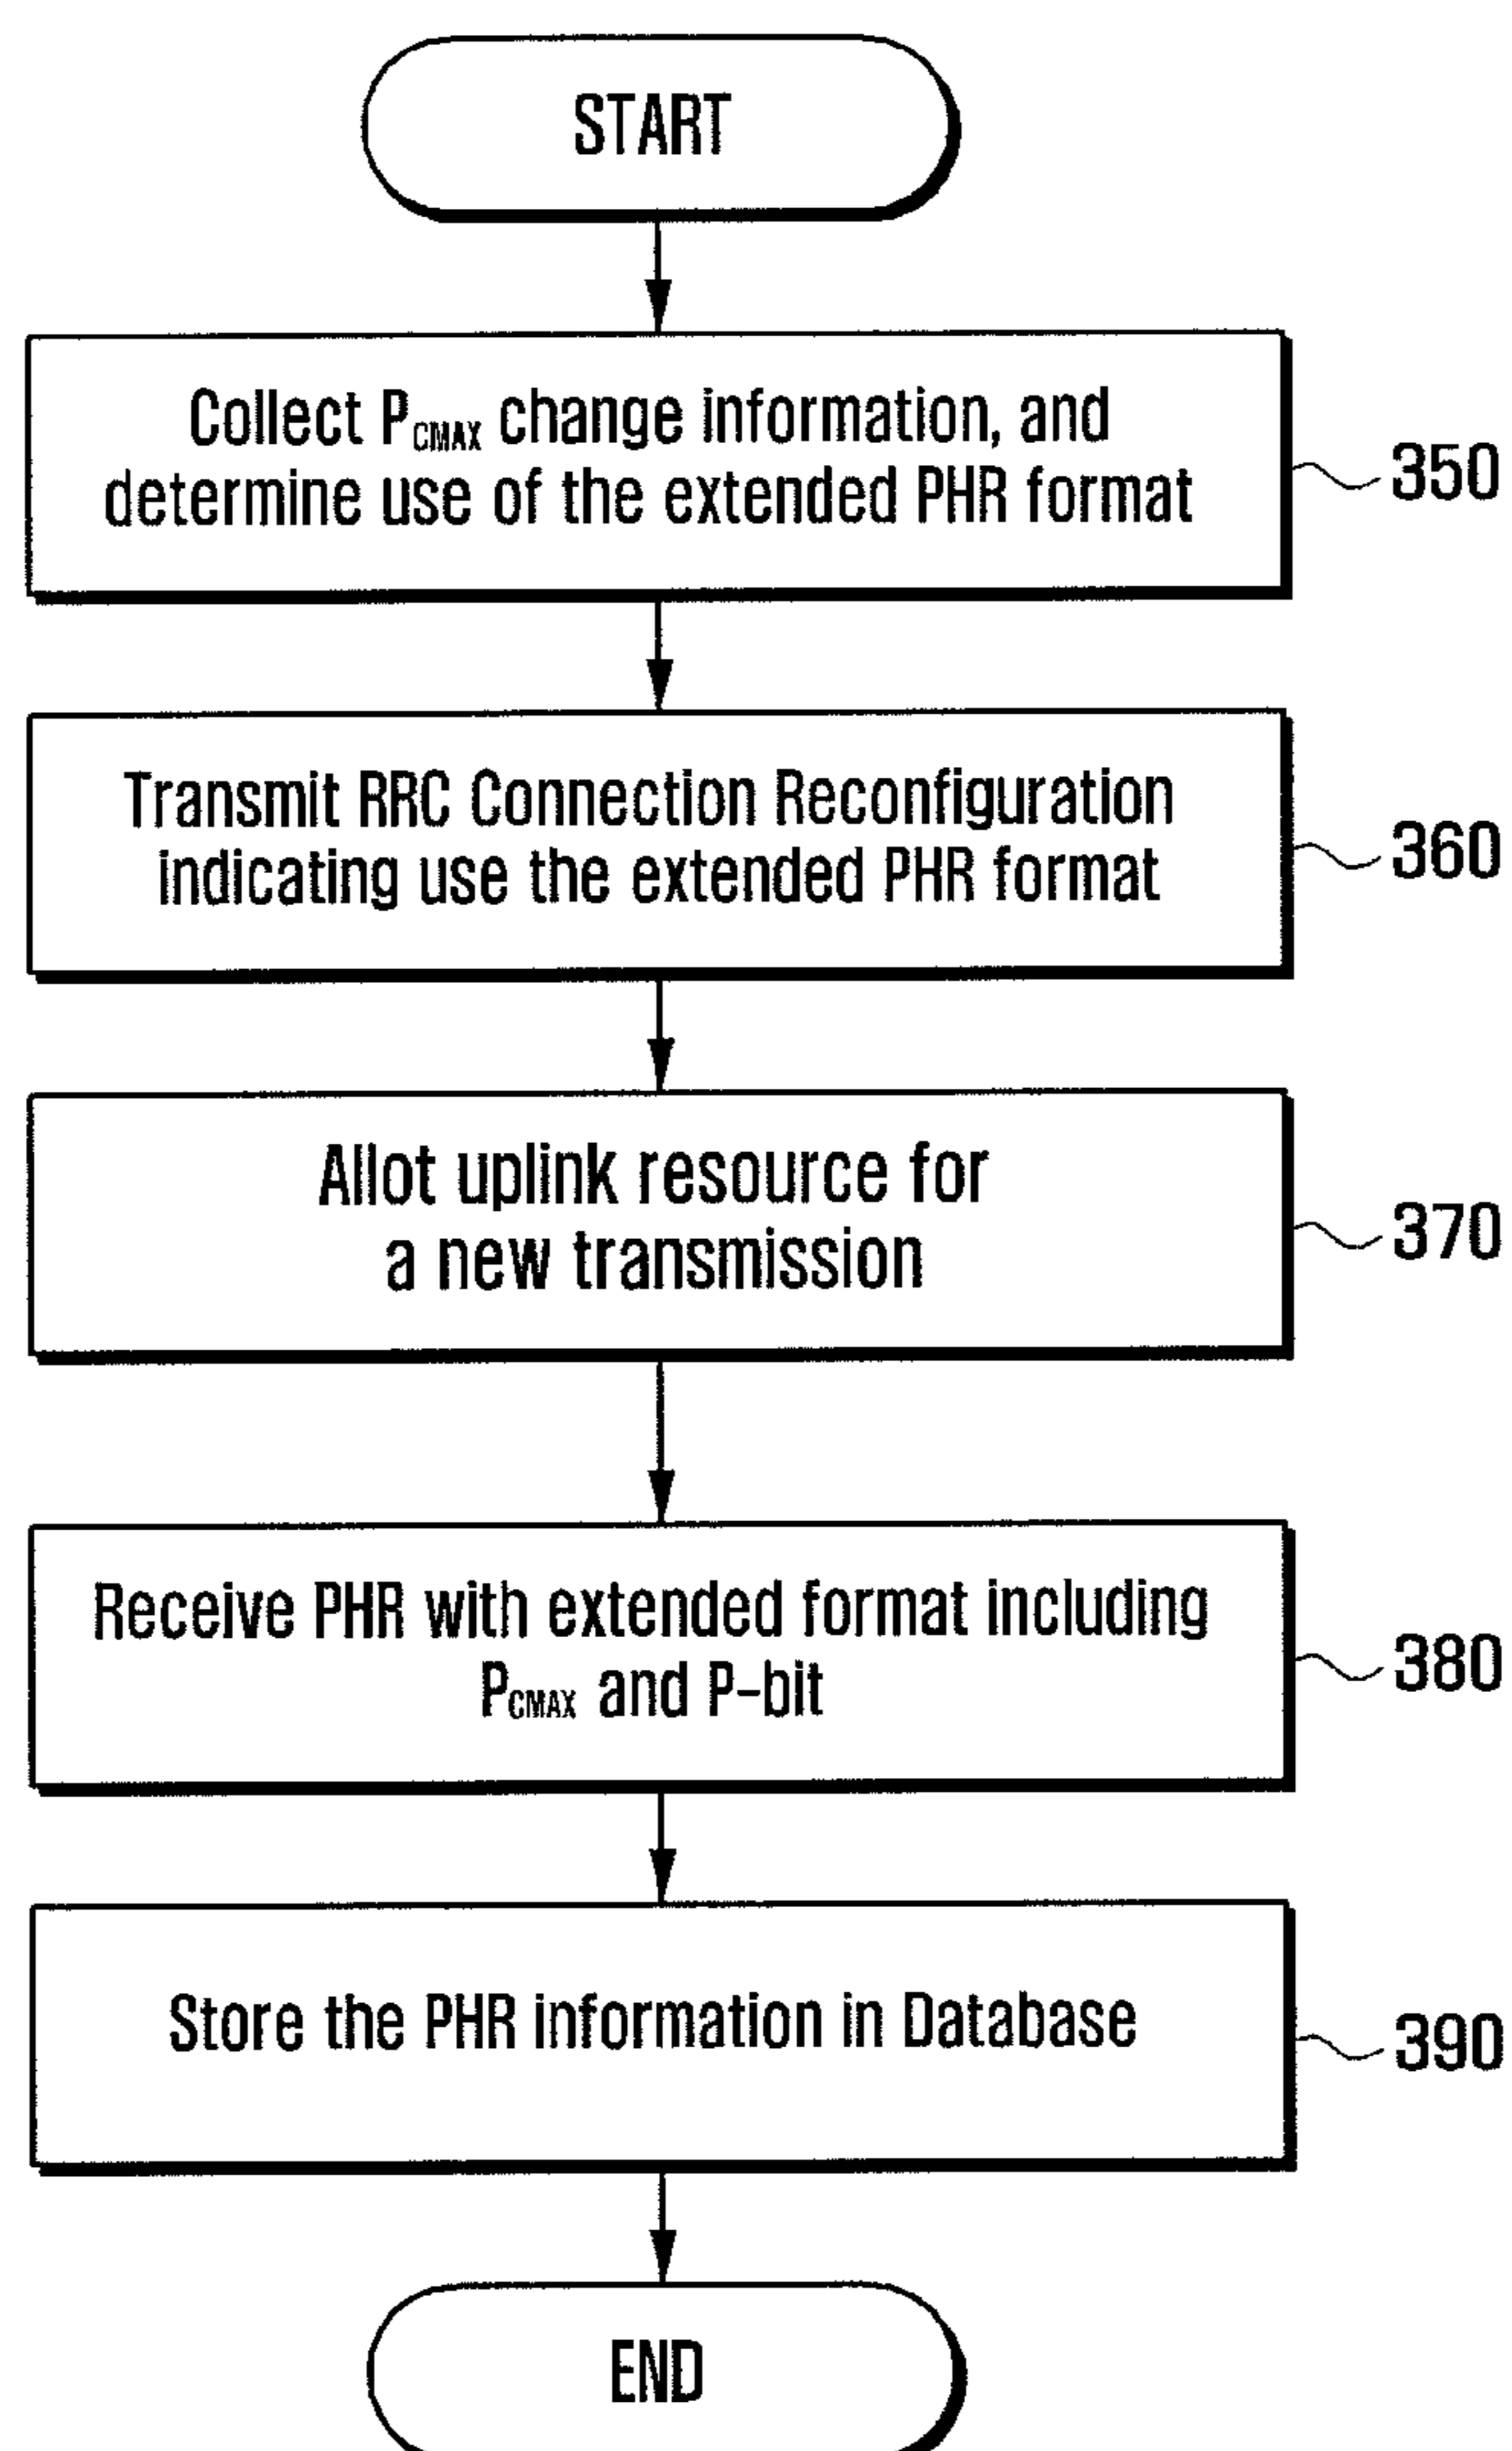 START
Collect PCMAX change information, and
determine use of the extended PHR format
350
Transmit RRC Connection Reconfiguration
indicating use the extended PHR format
360
Allot uplink resource for
a new transmission
370
Receive PHR with extended format including
PCMAX and P-bit
380
Store the PHR information in Database
390
END